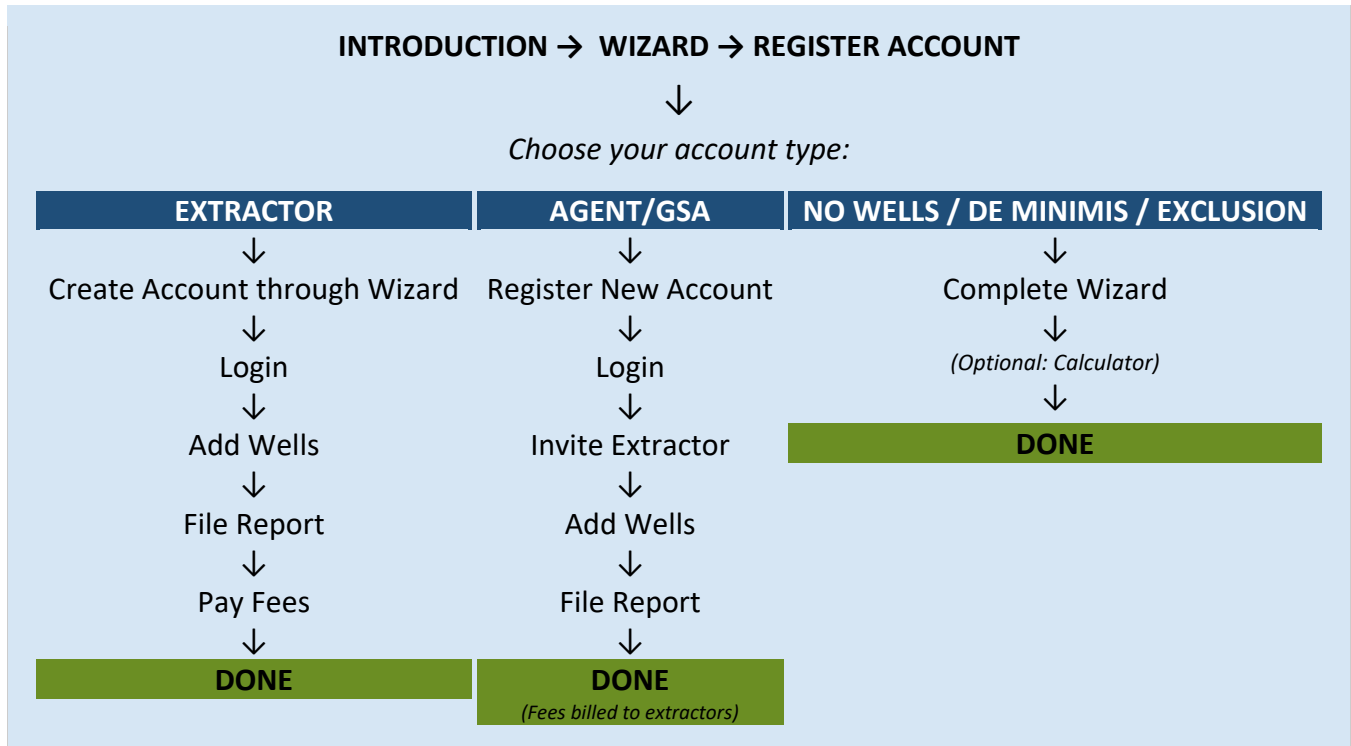 INTRODUCTION → WIZARD → REGISTER ACCOUNT
↓
Choose your account type:
EXTRACTOR
↓
Create Account through Wizard
↓
Login
↓
Add Wells
↓
File Report
↓
Pay Fees
↓
DONE
AGENT/GSA
↓
Register New Account
↓
Login
↓
Invite Extractor
↓
Add Wells
↓
File Report
↓
DONE
(Fees billed to extractors)
NO WELLS / DE MINIMIS / EXCLUSION
↓
Complete Wizard
↓
(Optional: Calculator)
↓
DONE